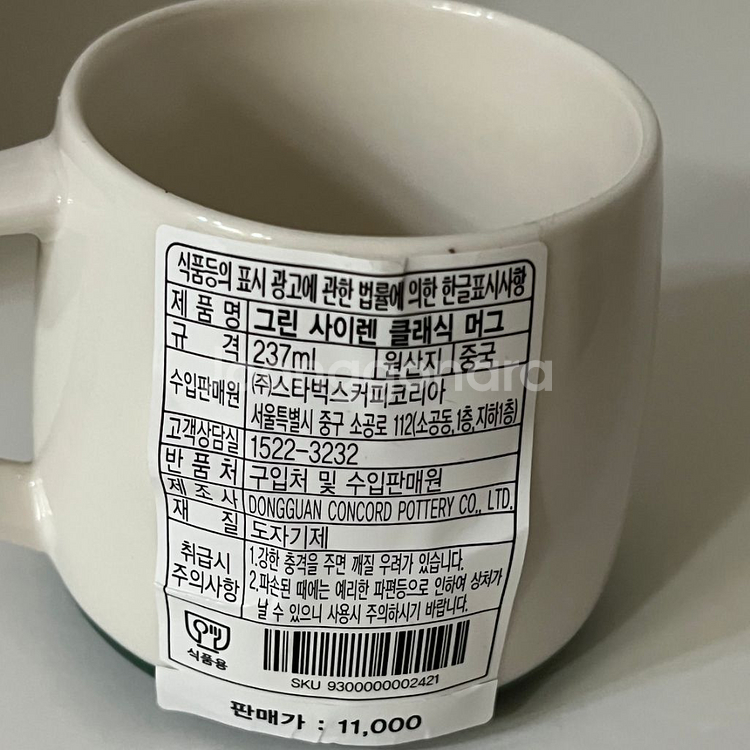 식품등의 표시 광고에 관한 법률에 의한 한글표시사항
제품명 그린 사이렌 클래식 머그
규격 237ml 원산지 중국
수입판매원 ㈜스타벅스커피코리아
서울특별시 중구 소공로 112(소공동,1층,지하1층)
고객상담실 1522-3232
반품처 구입처 및 수입판매원
제조사 DONGGUAN CONCORD POTTERY CO., LTD.
재질 도자기제
취급시 주의사항 1.강한 충격을 주면 깨질 우려가 있습니다.
2.파손된 때에는 예리한 파편등으로 인하여 상처가
날 수 있으니 사용시 주의하시기 바랍니다.
식품용
SKU 9300000002421
판매가 : 11,000